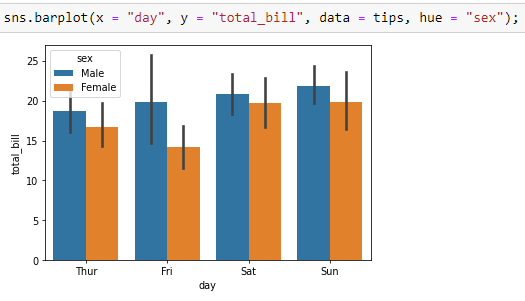 sns.barplot(x = "day", y = "total_bill", data = tips, hue = "sex");
sex
Male
Female
25
20
15
10
5
0
total_bill
Thur Fri Sat Sun
day